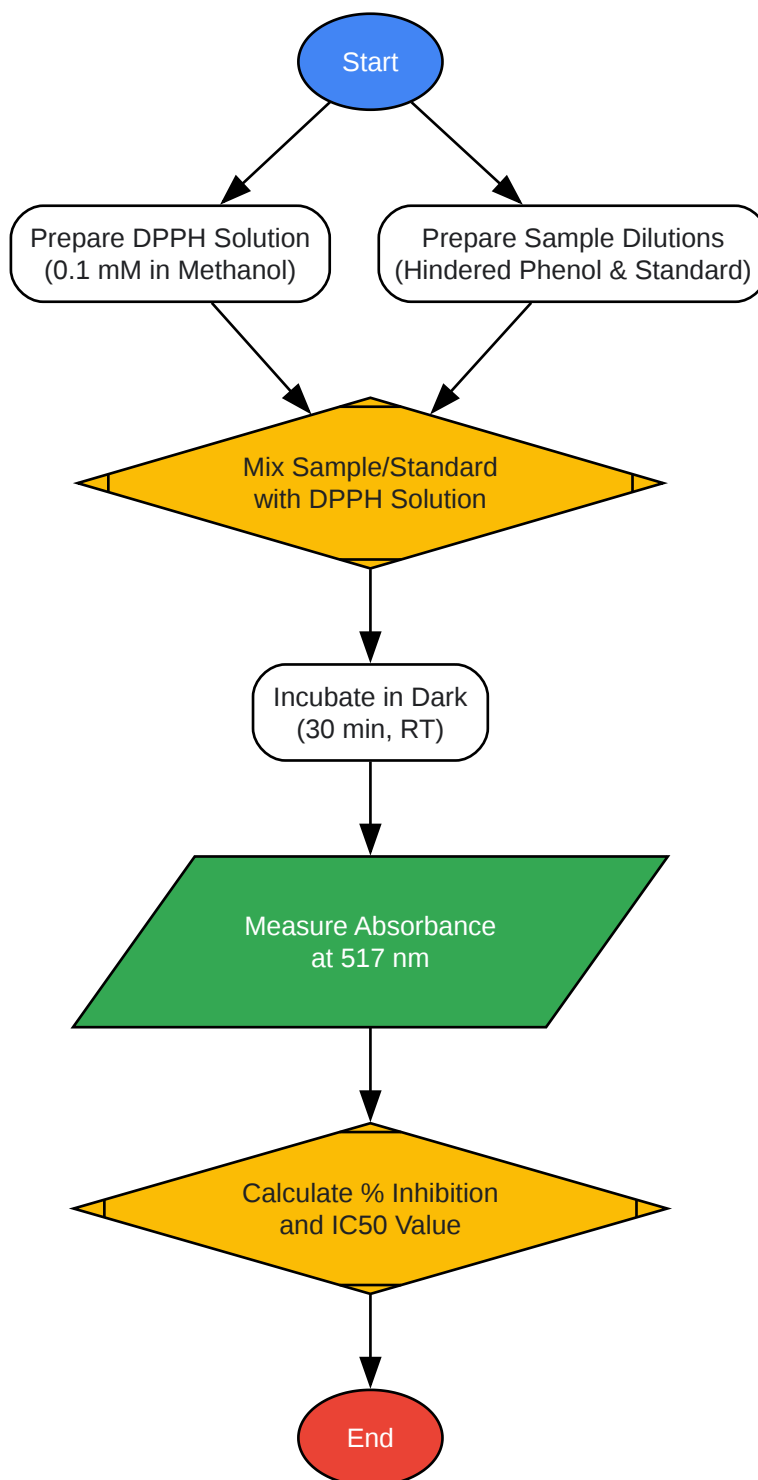 Start
Prepare DPPH Solution
(0.1 mM in Methanol)
Prepare Sample Dilutions
(Hindered Phenol & Standard)
Mix Sample/Standard
with DPPH Solution
Incubate in Dark
(30 min, RT)
Measure Absorbance
at 517 nm
Calculate % Inhibition
and IC50 Value
End